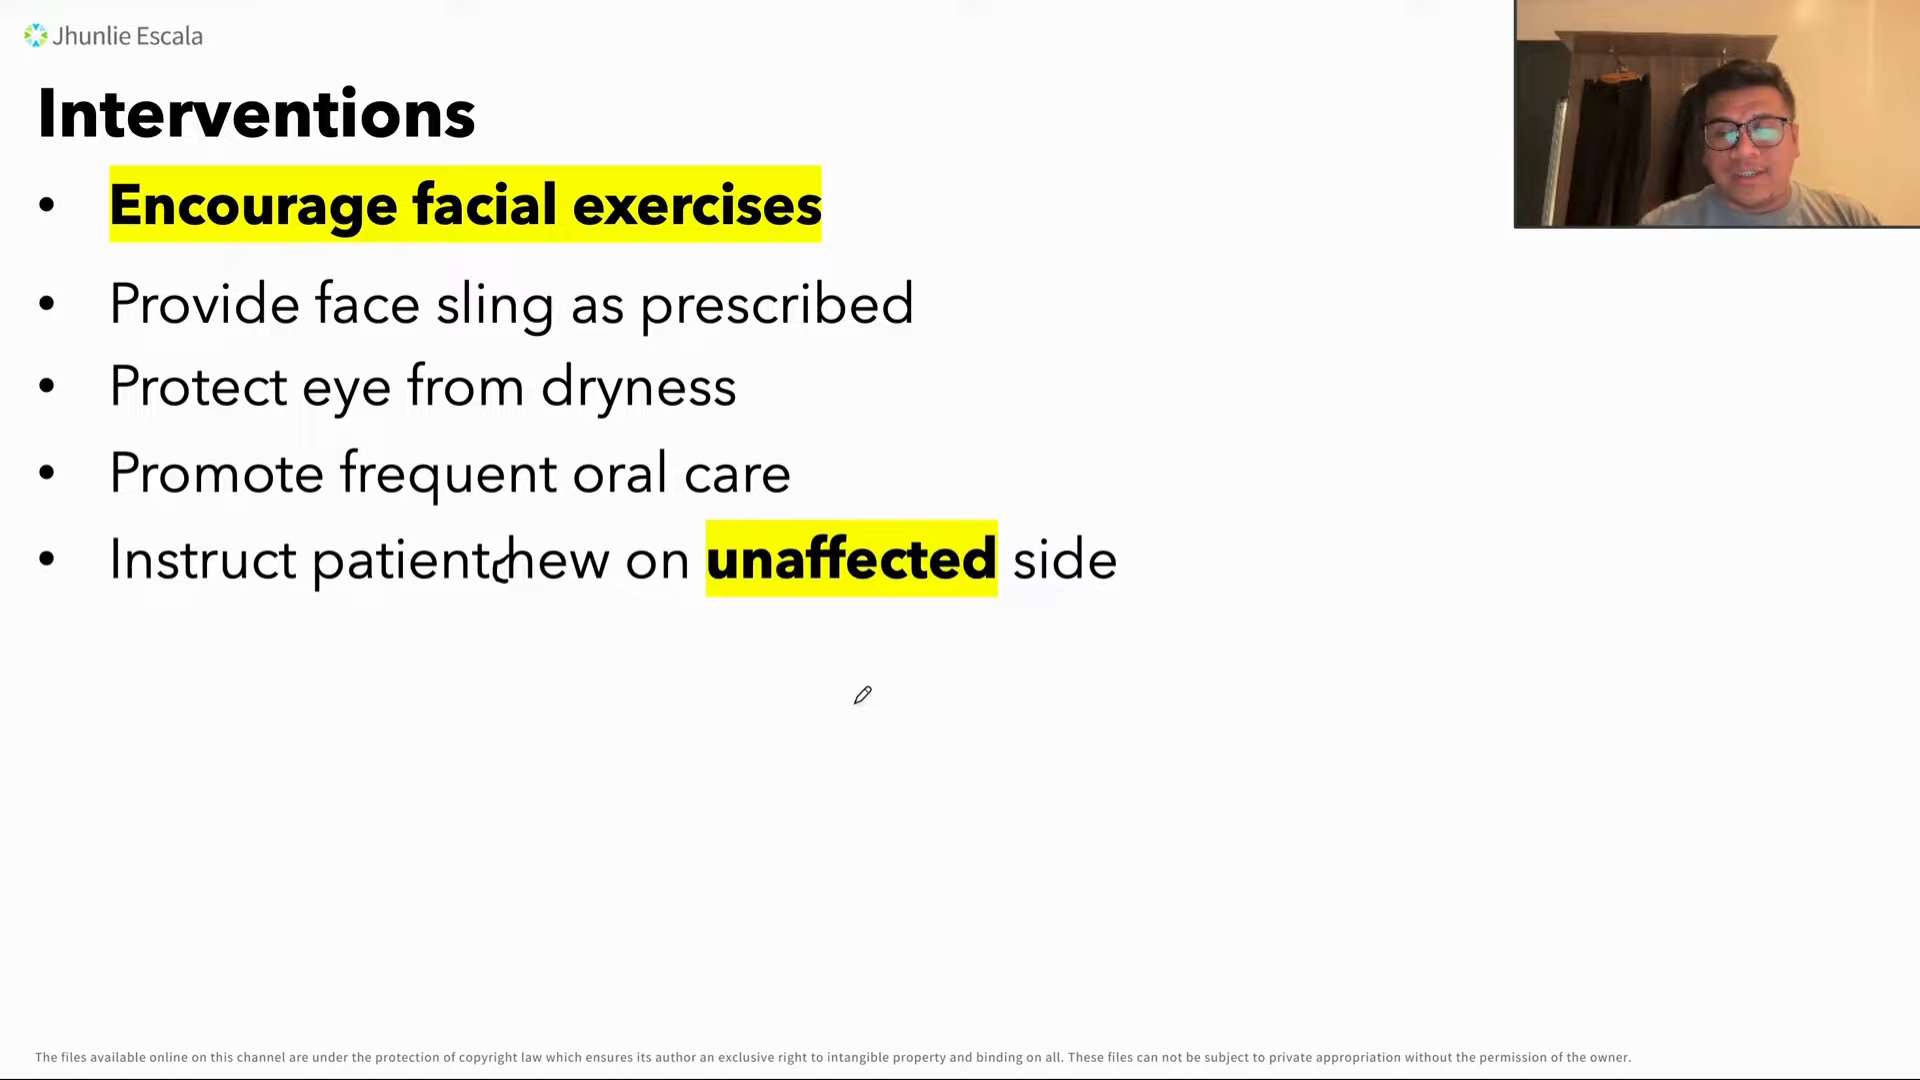 Jhunlie Escala
Interventions
• Encourage facial exercises
• Provide face sling as prescribed
• Protect eye from dryness
• Promote frequent oral care
• Instruct patient chew on unaffected side
The files available online on this channel are under the protection of copyright law which ensures its author an exclusive right to intangible property and binding on all. These files can not be subject to private appropriation without the permission of the owner.